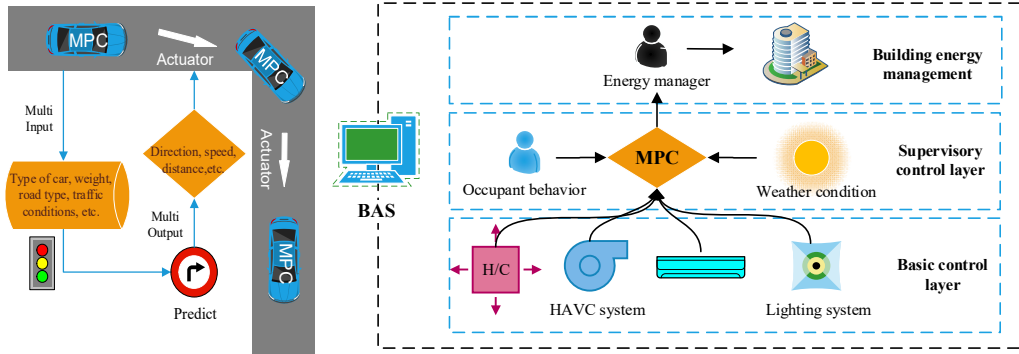 MPC
Actuator
MPC
Multi
Input
Direction, speed,
distance,etc.
Actuator
Type of car, weight,
road type, traffic
conditions, etc.
Multi
Output
MPC
Predict
BAS
Energy manager
Building energy
management
Occupant behavior
MPC
Weather condition
Supervisory
control layer
H/C
HAVC system
Lighting system
Basic control
layer